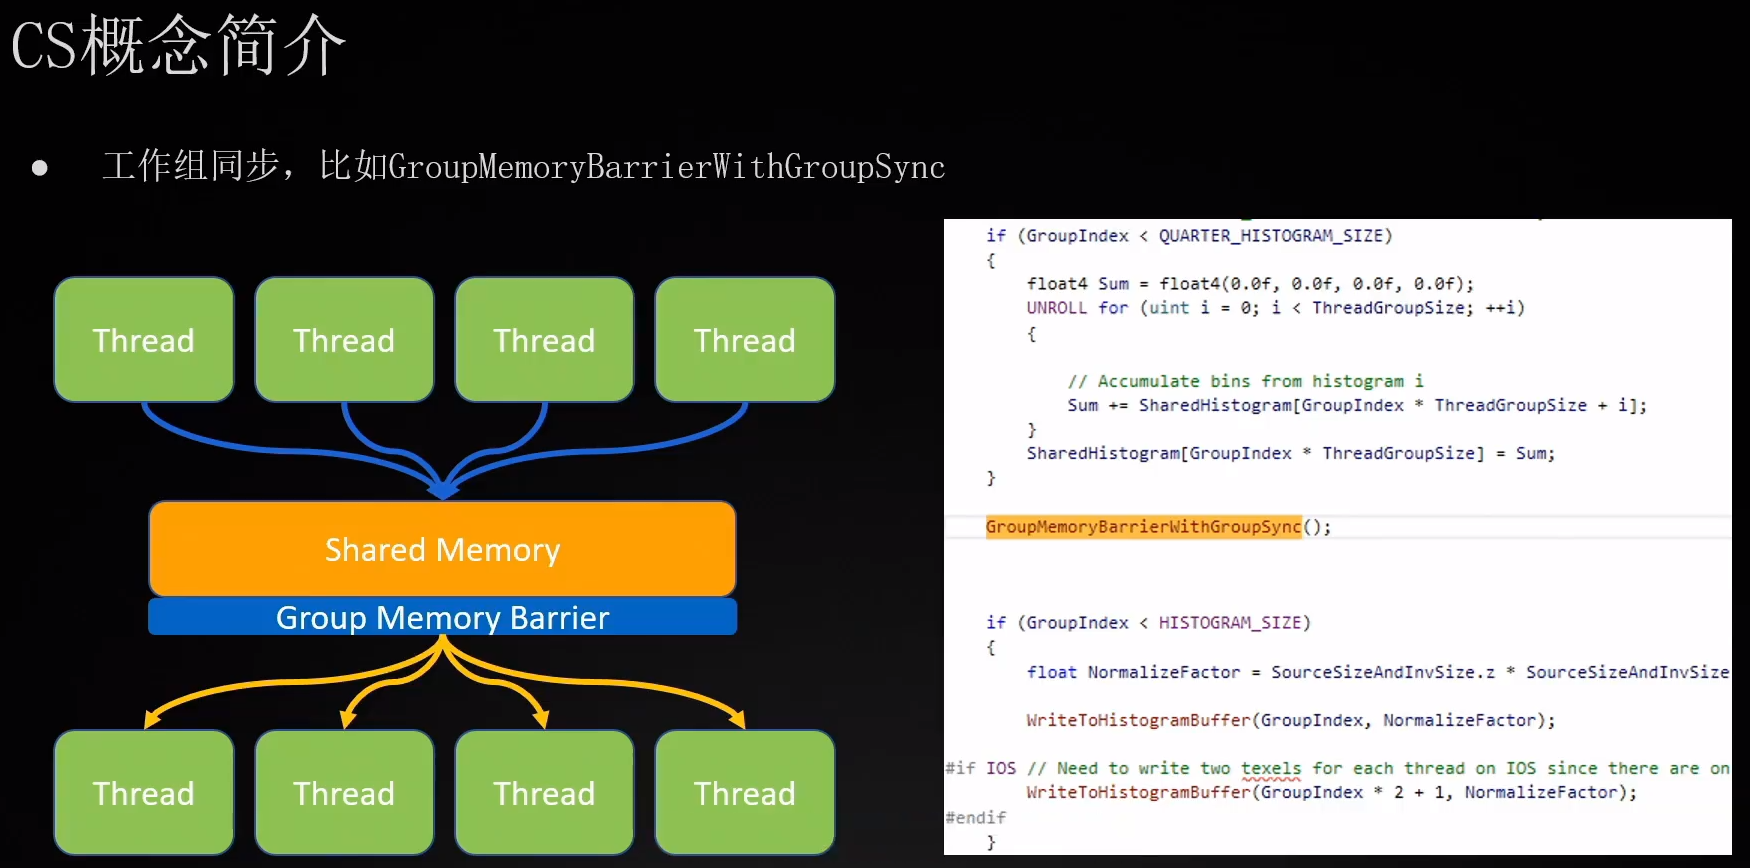 CS概念简介
● 工作组同步，比如GroupMemoryBarrierWithGroupSync
Thread Thread Thread Thread
Shared Memory
Group Memory Barrier
Thread Thread Thread Thread
if (GroupIndex < QUARTER_HISTOGRAM_SIZE)
{
float4 Sum = float4(0.0f, 0.0f, 0.0f, 0.0f);
UNROLL for (uint i = 0; i < ThreadGroupSize; ++i)
{
// Accumulate bins from histogram i
Sum += SharedHistogram[GroupIndex * ThreadGroupSize + i];
}
SharedHistogram[GroupIndex * ThreadGroupSize] = Sum;
}
GroupMemoryBarrierWithGroupSync();
if (GroupIndex < HISTOGRAM_SIZE)
{
float NormalizeFactor = SourceSizeAndInvSize.z * SourceSizeAndInvSize
WriteToHistogramBuffer(GroupIndex, NormalizeFactor);
#if IOS // Need to write two texels for each thread on IOS since there are on
WriteToHistogramBuffer(GroupIndex * 2 + 1, NormalizeFactor);
#endif
}